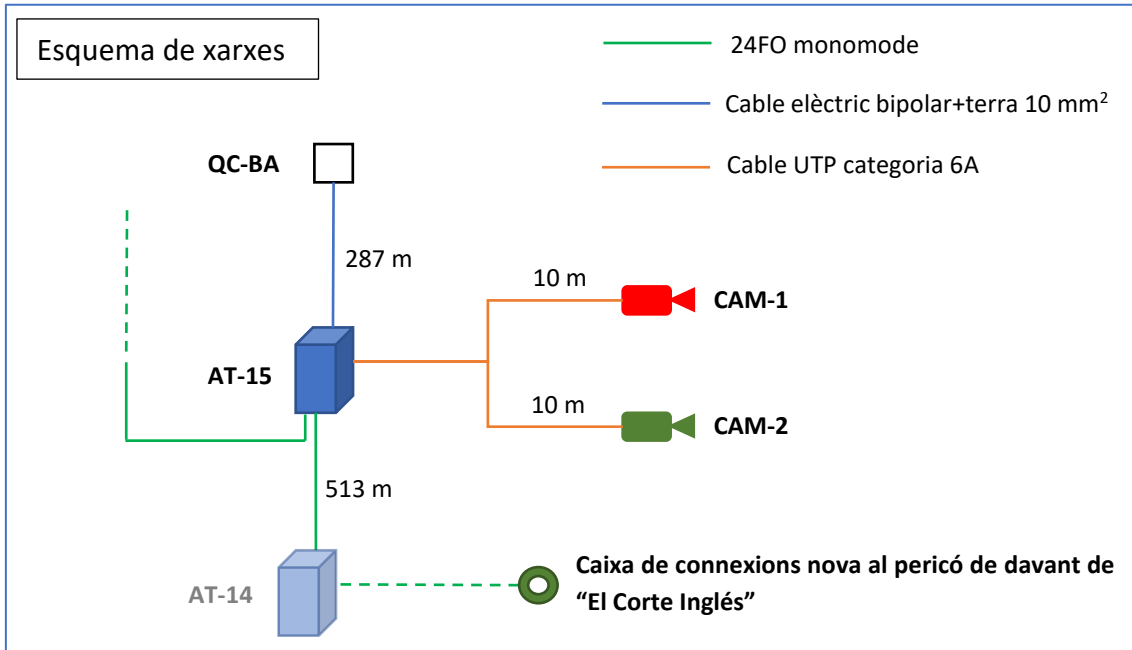 Esquema de xarxes
24FO monomode
Cable elèctric bipolar+terra 10 mm²
Cable UTP categoria 6A
QC-BA
287 m
10 m
CAM-1
AT-15
10 m
CAM-2
513 m
AT-14
Caixa de connexions nova al pericó de davant de
“El Corte Inglés”